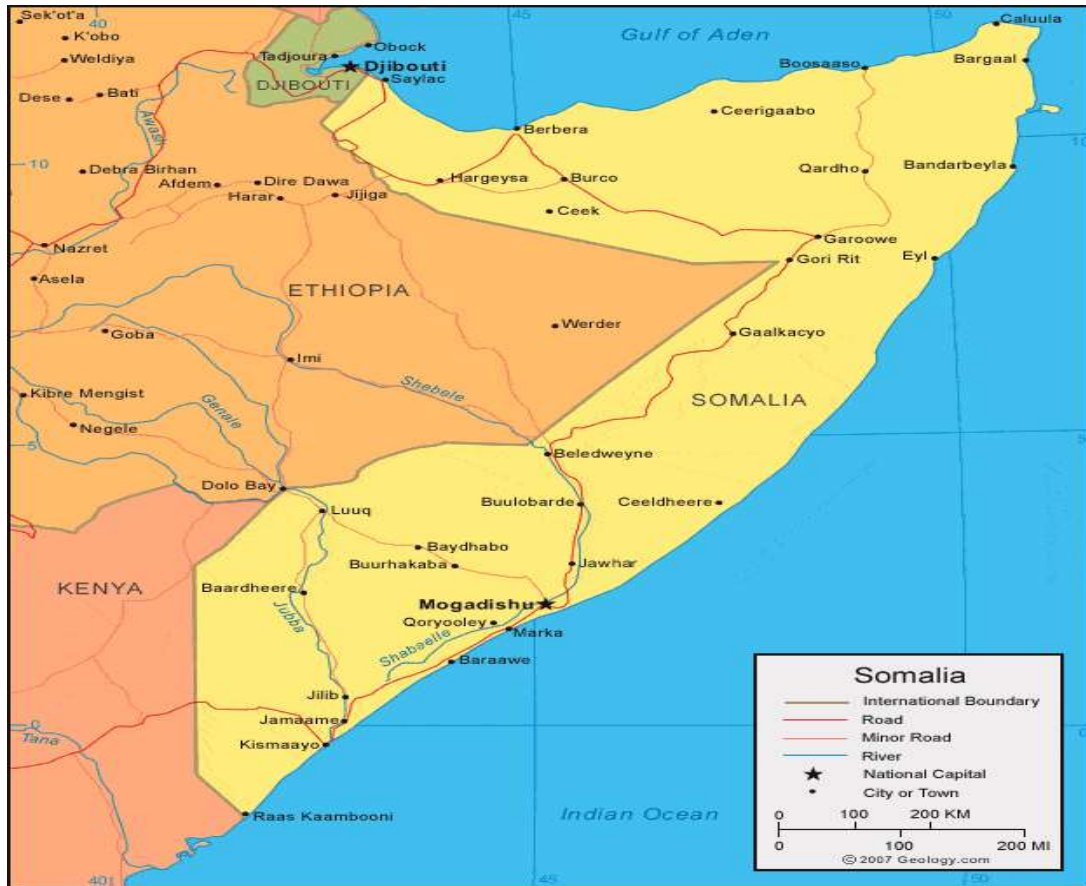 Sek'ot'a
40
45
50
Caluula
K'obo
Obock
Gulf of Aden
Weldiya
Tadjoura
Djibouti
Boosaaso
Bargaal
DJIBOUTI
Saylac
Dese
Bati
Ceerigaabo
Awash
Berbera
10
10
Debra Birhan
Afdem
Dire Dawa
Hargeysa
Burco
Qardho
Bandarbeyla
Harar
Jijiga
Ceek
Nazret
Garoowe
Gori Rit
Eyl
Asela
ETHIOPIA
Goba
Werder
Gaalkacyo
Imi
Shebele
Kibre Mengist
Genale
SOMALIA
Negele
5
5
Beledweyne
Dolo Bay
Luuq
Buulobarde
Ceeldheere
Baydhabo
Buurhakaba
Jawhar
KENYA
Baardheere
Jubba
Mogadishu
Qoryooley
Marka
Shabaelle
Baraawe
Jilib
Jamaame
0
0
Tana
Kismaayo
Raas Kaambooni
Indian Ocean
Somalia
International Boundary
Road
Minor Road
River
National Capital
City or Town
0 100 200 KM
0 100 200 MI
© 2007 Geology.com
40
45
50